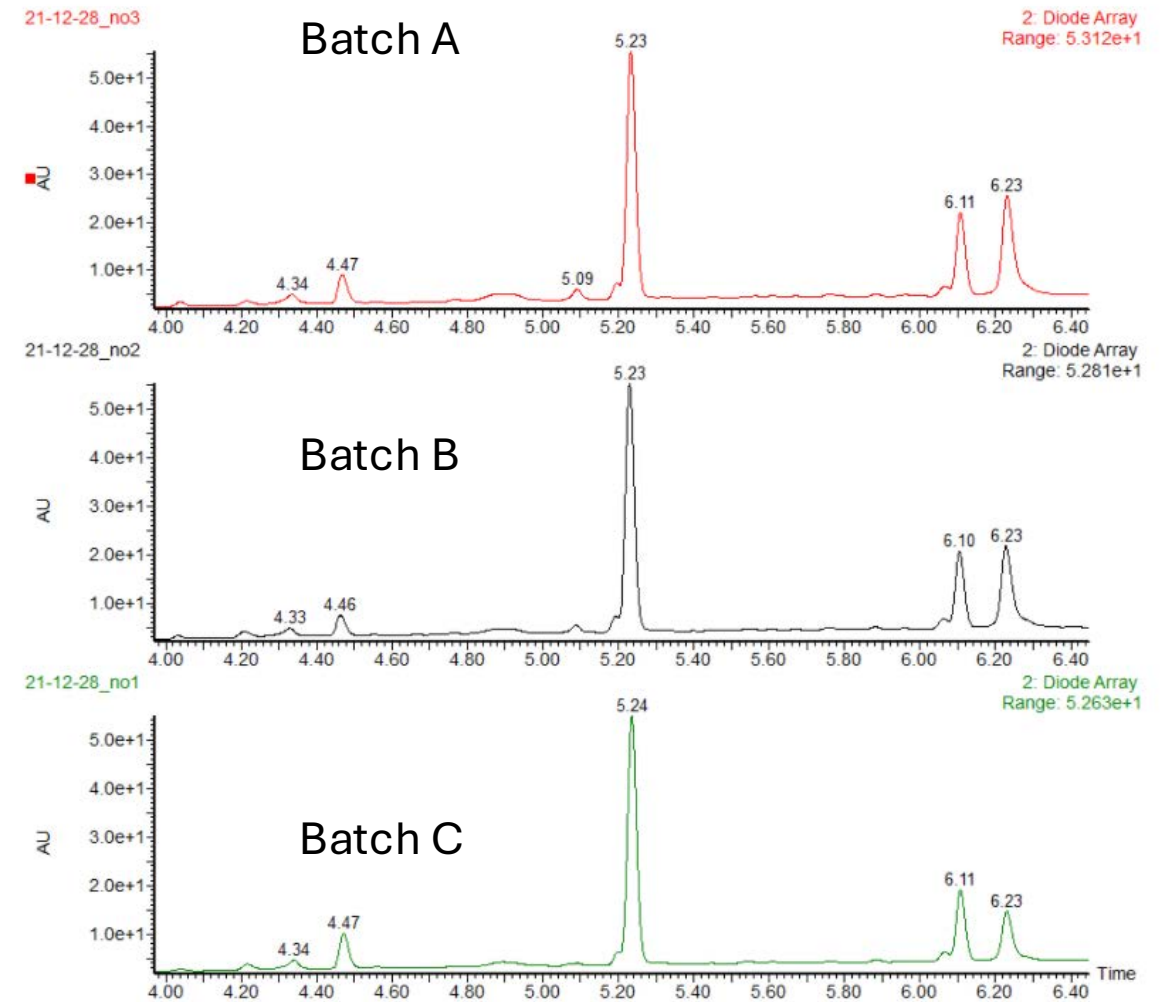 21-12-28_no3
Batch A
2: Diode Array
Range: 5.312e+1
5.23
5.0e+1
4.0e+1
3.0e+1
AU
6.23
6.11
2.0e+1
4.47
5.09
4.34
1.0e+1
4.00 4.20 4.40 4.60 4.80 5.00 5.20 5.40 5.60 5.80 6.00 6.20 6.40
21-12-28_no2
2: Diode Array
Range: 5.281e+1
5.23
5.0e+1
Batch B
4.0e+1
3.0e+1
AU
6.10 6.23
2.0e+1
4.33 4.46
1.0e+1
4.00 4.20 4.40 4.60 4.80 5.00 5.20 5.40 5.60 5.80 6.00 6.20 6.40
21-12-28_no1
2: Diode Array
Range: 5.263e+1
5.24
5.0e+1
4.0e+1
Batch C
3.0e+1
AU
6.11
2.0e+1
6.23
4.47
1.0e+1
4.34
Time
4.00 4.20 4.40 4.60 4.80 5.00 5.20 5.40 5.60 5.80 6.00 6.20 6.40